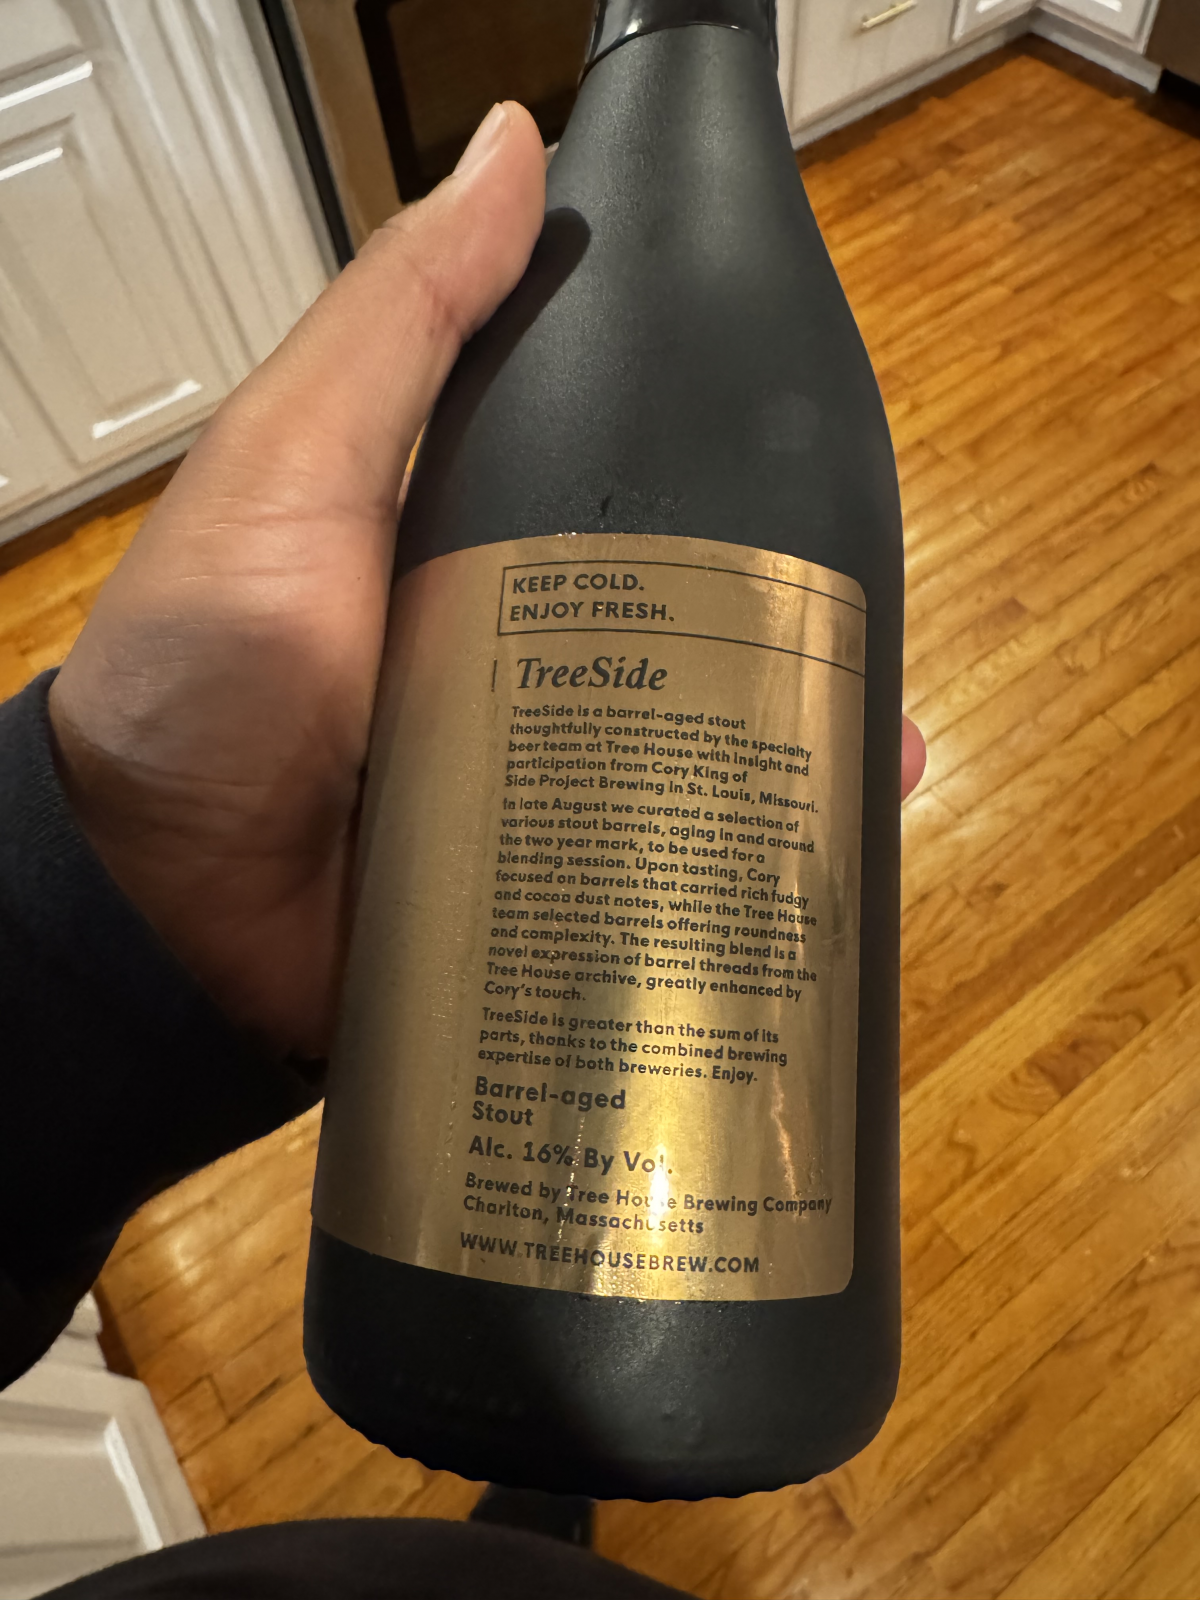 KEEP COLD.
ENJOY FRESH.
TreeSide
TreeSide is a barrel-aged stout
thoughtfully constructed by the specialty
beer team at Tree House with insight and
participation from Cory King of
Side Project Brewing in St. Louis, Missouri.
In late August we curated a selection of
various stout barrels, aging in and around
the two year mark, to be used for a
blending session. Upon tasting, Cory
focused on barrels that carried rich fudgy
and cocoa dust notes, while the Tree House
team selected barrels offering roundness
and complexity. The resulting blend is a
novel expression of barrel threads from the
Tree House archive, greatly enhanced by
Cory's touch.
TreeSide is greater than the sum of its
parts, thanks to the combined brewing
expertise of both breweries. Enjoy.
Barrel-aged
Stout
Alc. 16% By Vol.
Brewed by Tree House Brewing Company
Charlton, Massachusetts
WWW.TREEHOUSEBREW.COM